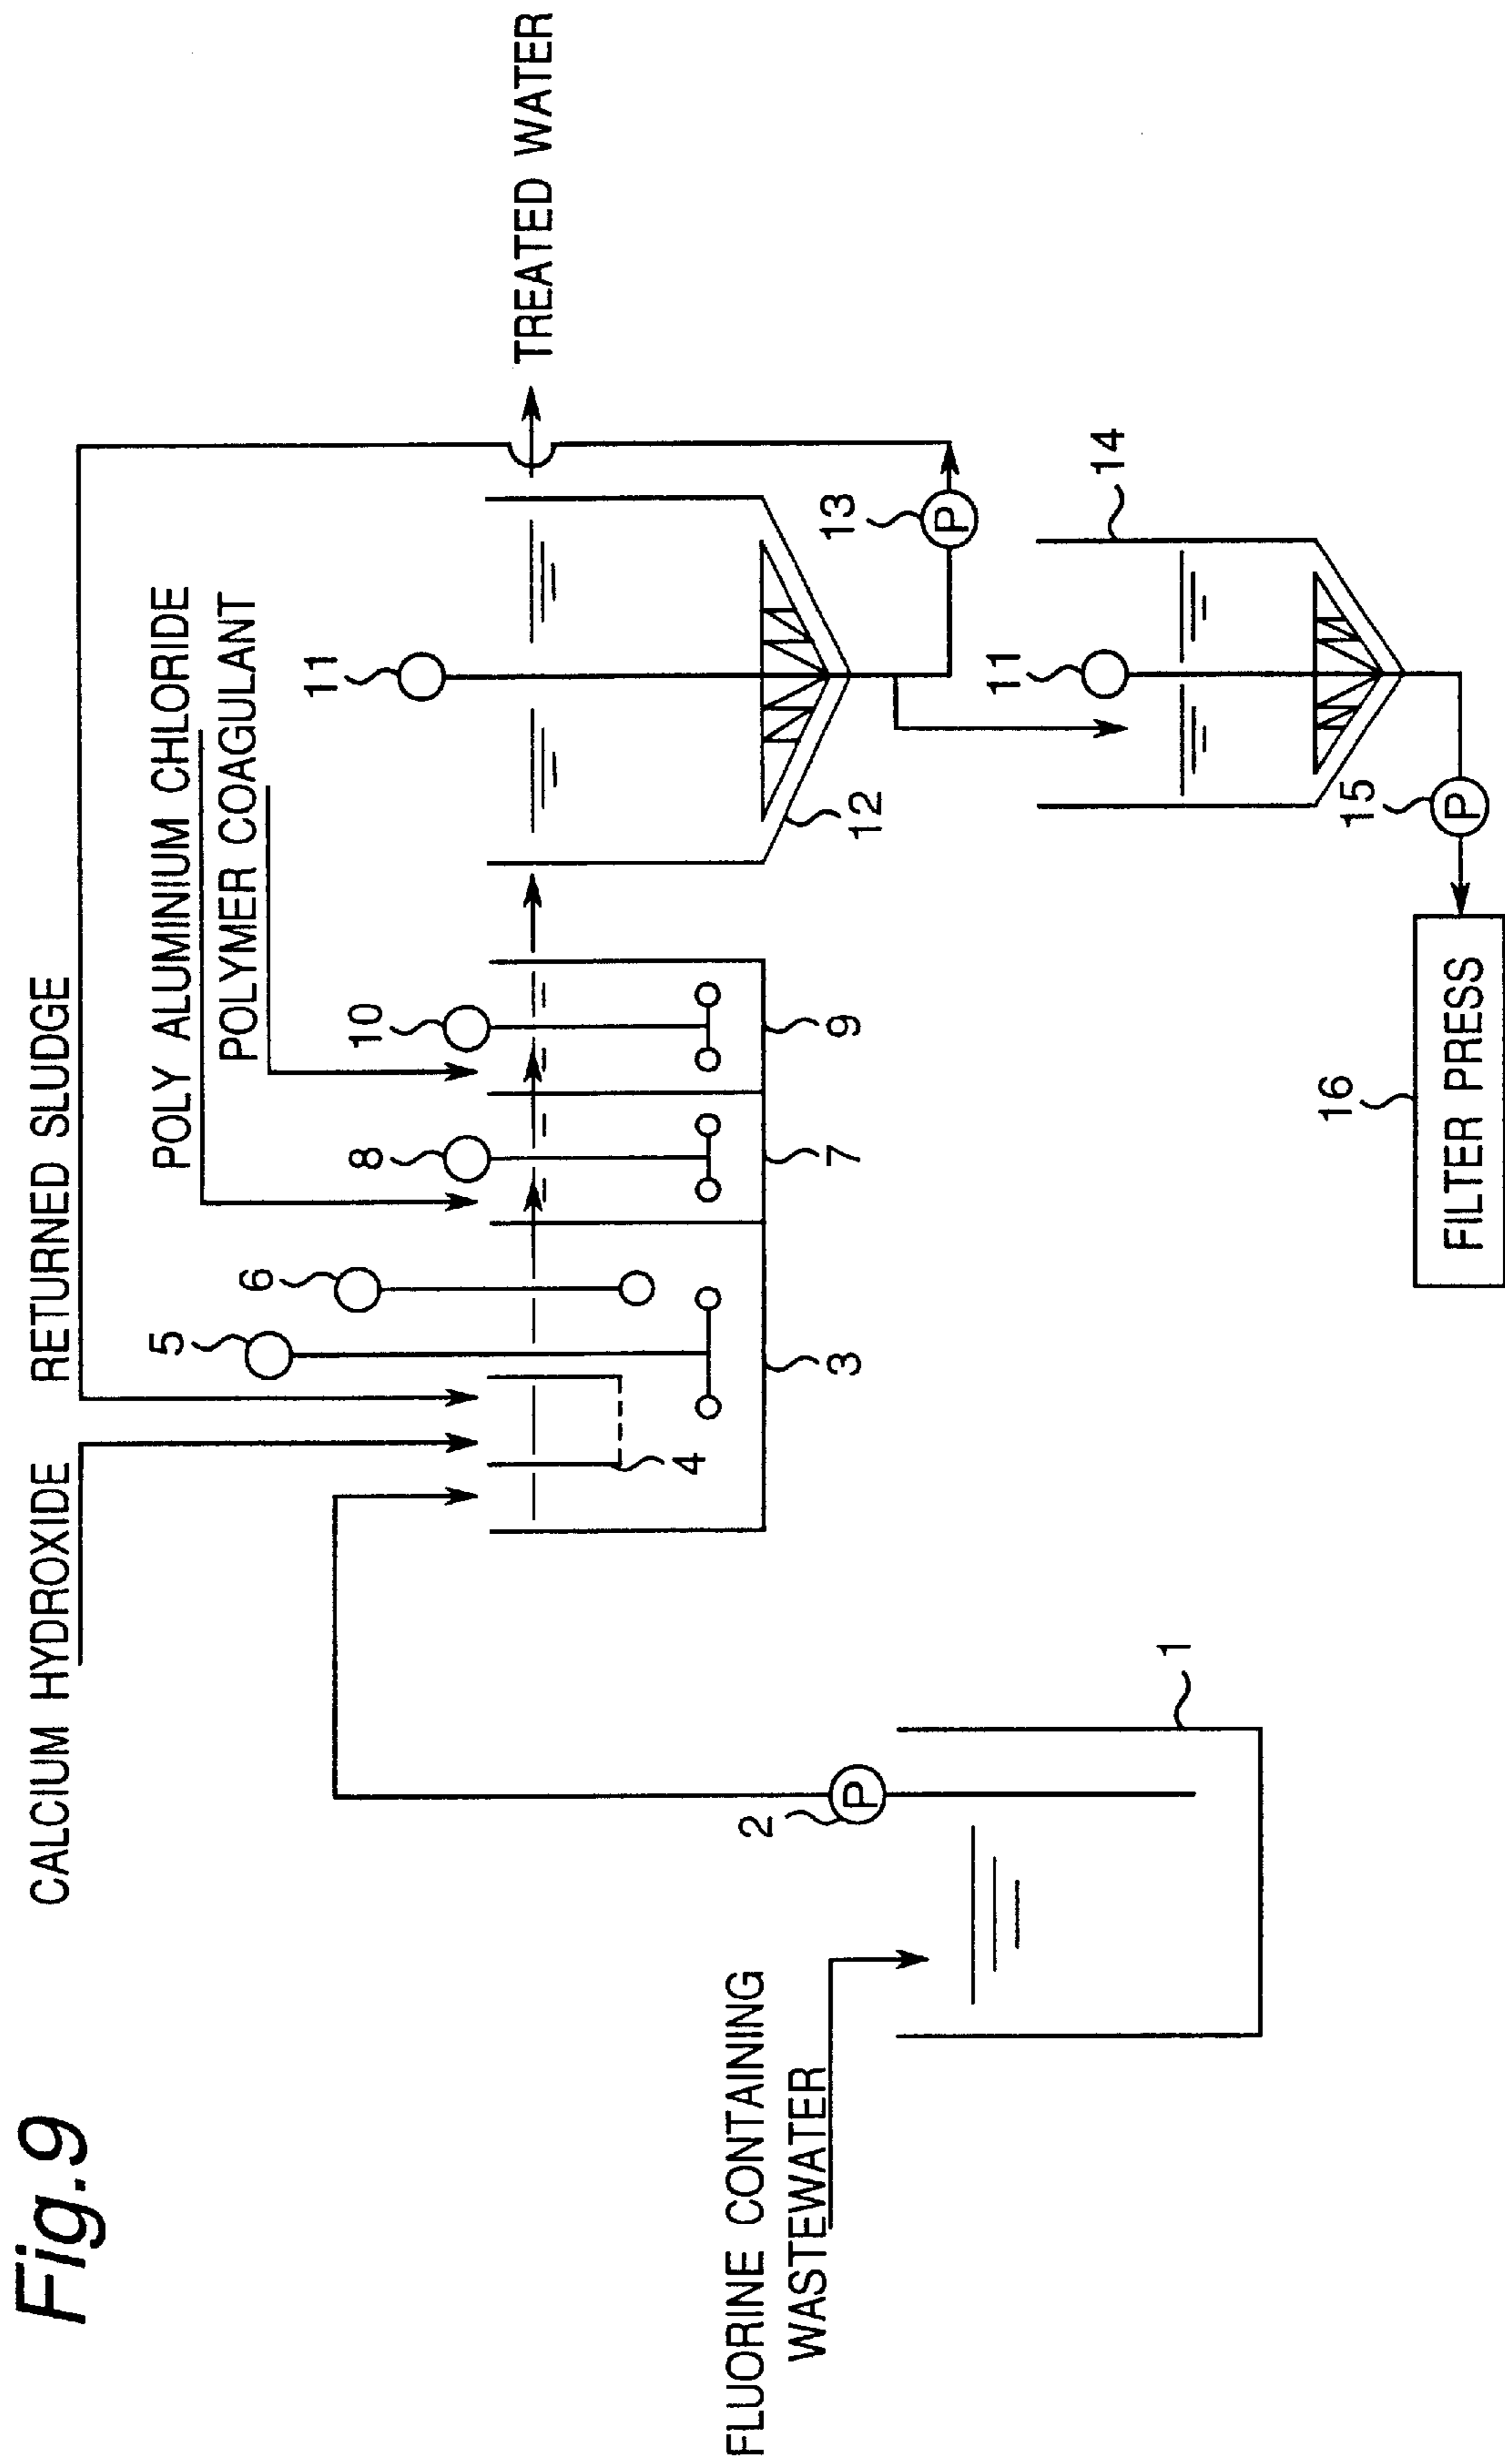 Fig.9
CALCIUM HYDROXIDE
RETURNED SLUDGE
POLY ALUMINIUM CHLORIDE
POLYMER COAGULANT
TREATED WATER
FLUORINE CONTAINING
WASTEWATER
1
2
P
3
4
5
6
7
8
9
10
11
12
13
P
11
14
15
P
16
FILTER PRESS